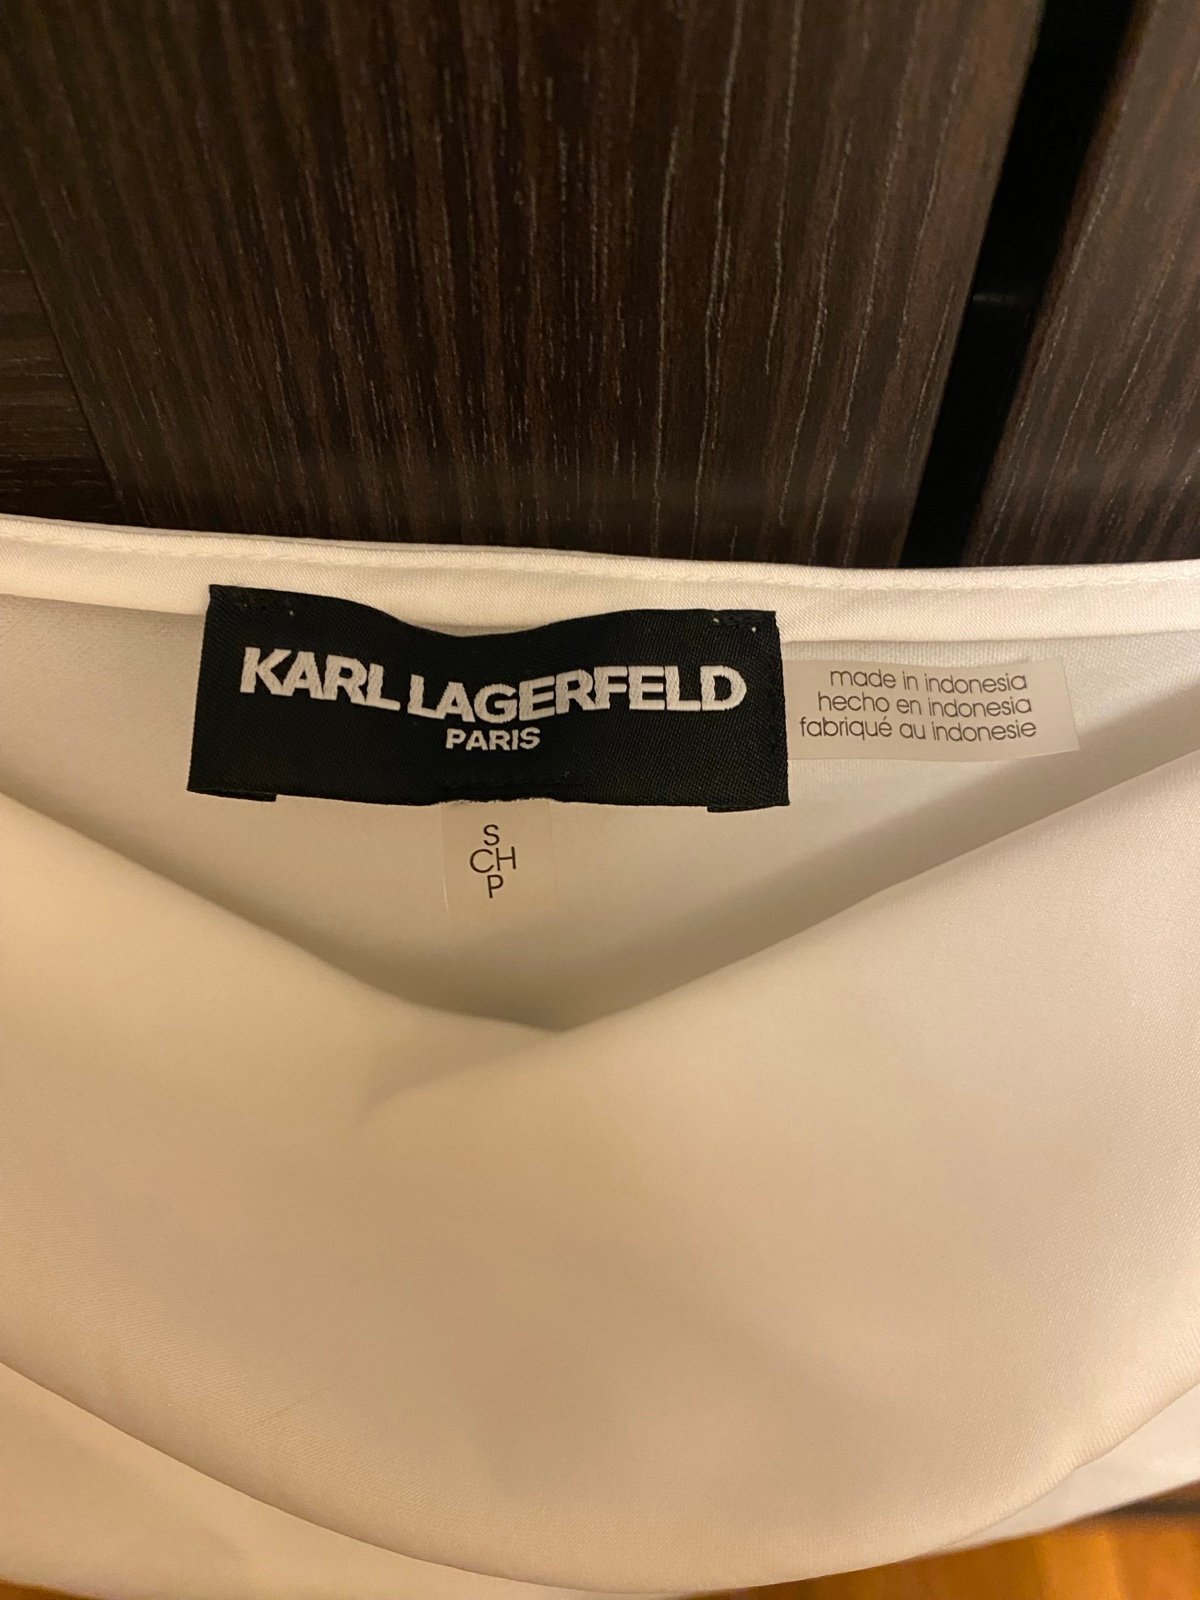 KARL LAGERFELD
PARIS
made in indonesia
hecho en indonesia
fabriqué au indonesie
S
CH
P